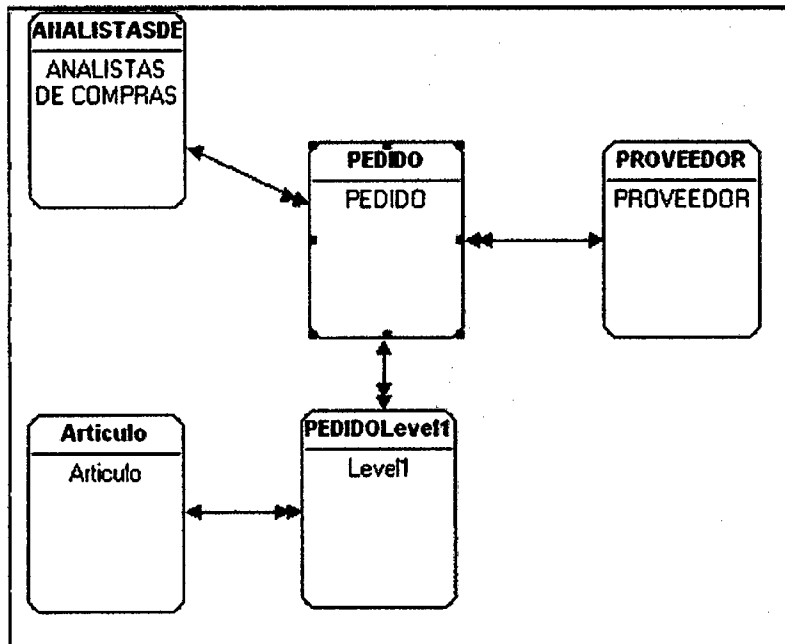 ANALISTASDE
ANALISTAS
DE COMPRAS
PEDIDO
PEDIDO
PROVEEDOR
PROVEEDOR
Articulo
Articulo
PEDIDOLevel1
Level1